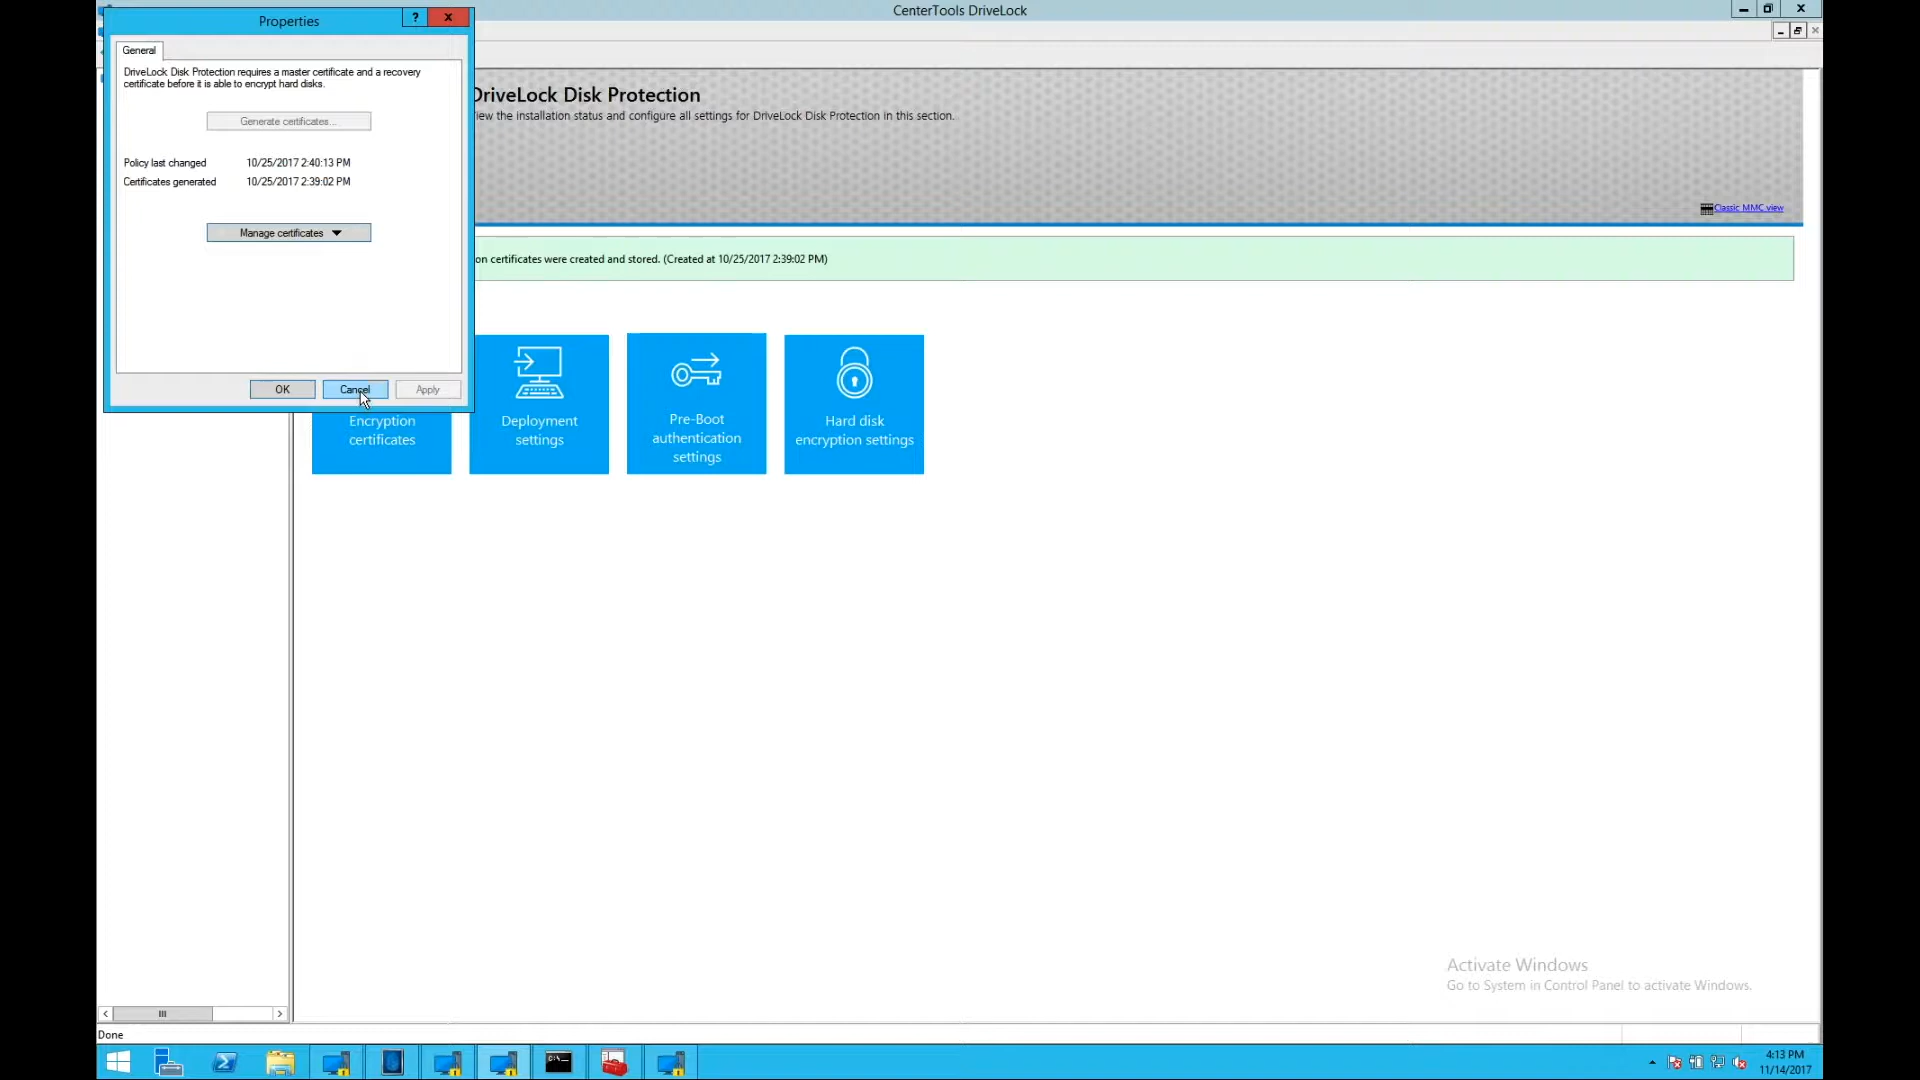 Properties
?
x
CenterTools DriveLock
General
DriveLock Disk Protection requires a master certificate and a recovery
certificate before it is able to encrypt hard disks.
Generate certificates...
Policy last changed 10/25/2017 2:40:13 PM
Certificates generated 10/25/2017 2:39:02 PM
Manage certificates
OK
Cancel
Apply
DriveLock Disk Protection
iew the installation status and configure all settings for DriveLock Disk Protection in this section.
Classic MMC view
on certificates were created and stored. (Created at 10/25/2017 2:39:02 PM)
Encryption
certificates
Deployment
settings
Pre-Boot
authentication
settings
Hard disk
encryption settings
Activate Windows
Go to System in Control Panel to activate Windows.
Done
4:13 PM
11/14/2017